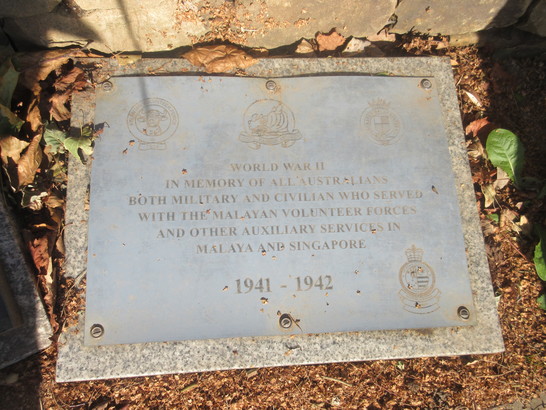 WORLD WAR II
IN MEMORY OF ALL AUSTRALIANS
BOTH MILITARY AND CIVILIAN WHO SERVED
WITH THE MALAYAN VOLUNTEER FORCES
AND OTHER AUXILIARY SERVICES IN
MALAYA AND SINGAPORE
1941 - 1942